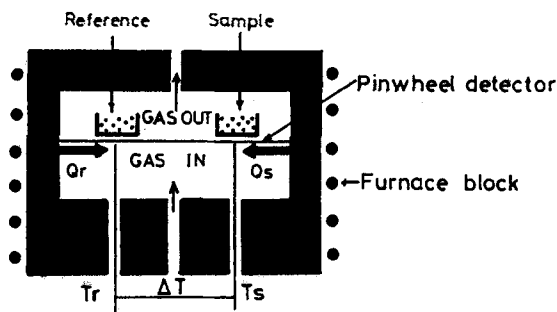 Reference
Sample
Pinwheel detector
GAS OUT
GAS IN
Qr
Qs
Furnace block
Tr
ΔT
Ts